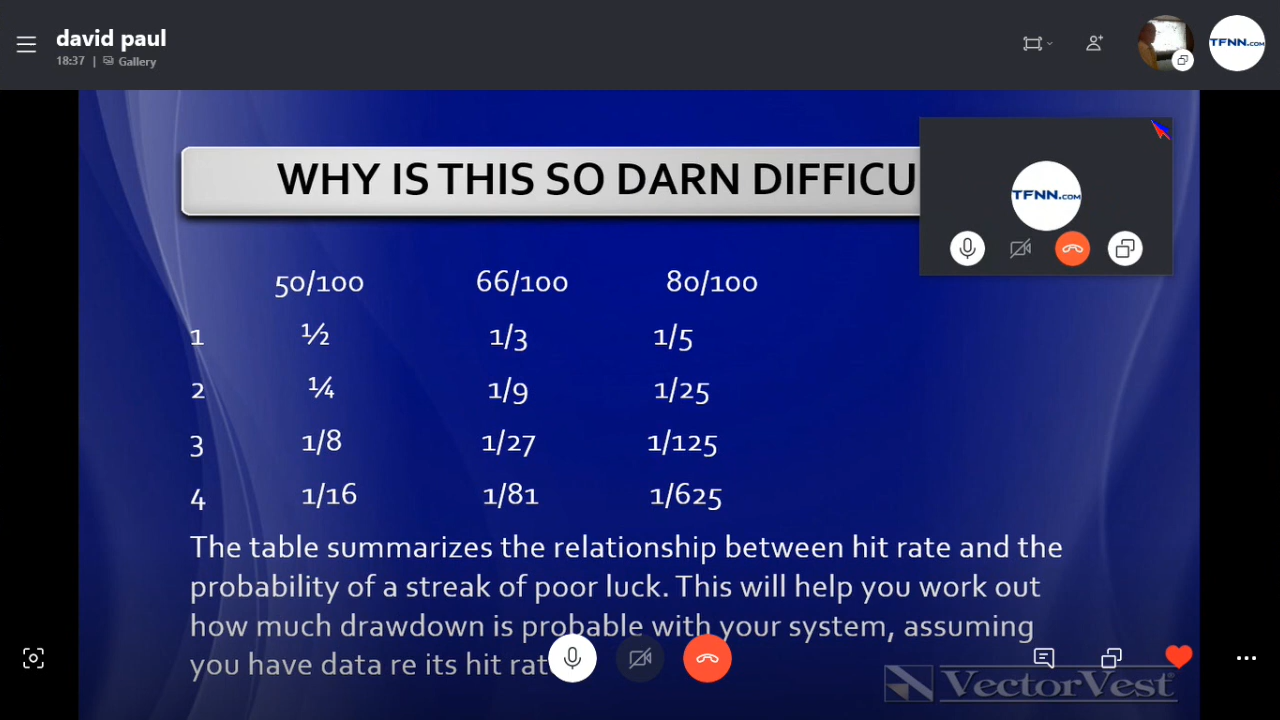 david paul
18:37 | Gallery
TFNN.COM
WHY IS THIS SO DARN DIFFICU
TFNN.COM
50/100 66/100 80/100
1 ½ 1/3 1/5
2 ¼ 1/9 1/25
3 1/8 1/27 1/125
4 1/16 1/81 1/625
The table summarizes the relationship between hit rate and the
probability of a streak of poor luck. This will help you work out
how much drawdown is probable with your system, assuming
you have data re its hit rat
VectorVest